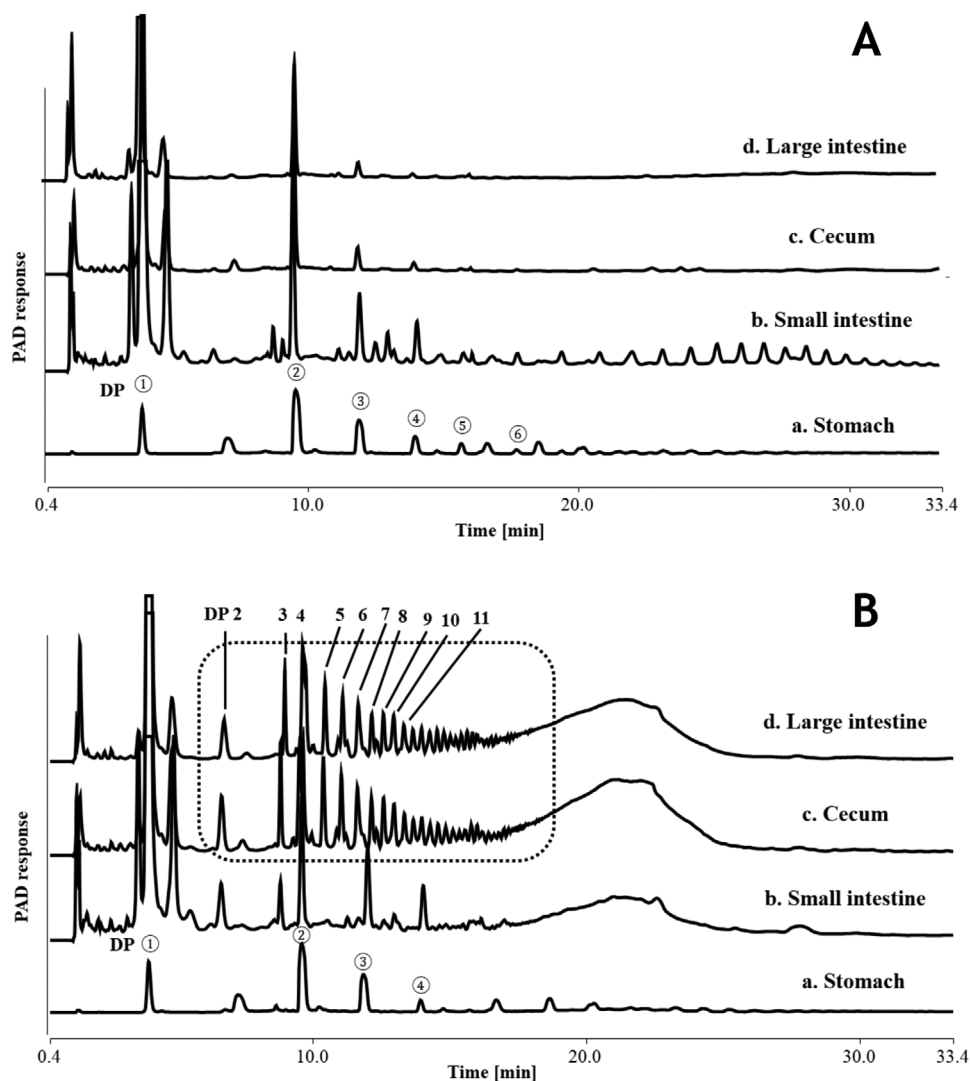 A
d. Large intestine
c. Cecum
b. Small intestine
a. Stomach
DP ① ② ③ ④ ⑤ ⑥
PAD response
0.4 10.0 20.0 30.0 33.4
Time [min]
B
DP 2 3 4 5 6 7 8 9 10 11
d. Large intestine
c. Cecum
b. Small intestine
a. Stomach
DP ① ② ③ ④
PAD response
0.4 10.0 20.0 30.0 33.4
Time [min]